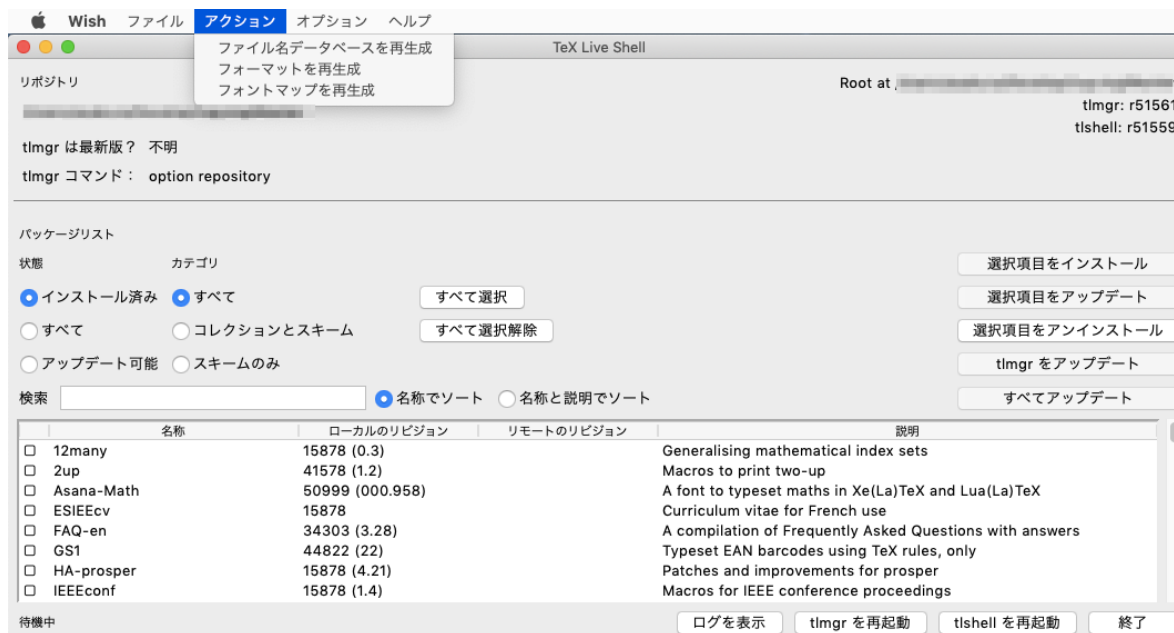 Wish ファイル アクション オプション ヘルプ
ファイル名データベースを再生成
フォーマットを再生成
フォントマップを再生成
TeX Live Shell
リポジトリ
Root at
tlmgr: r51561
tlshell: r51559
tlmgr は最新版？ 不明
tlmgr コマンド： option repository
パッケージリスト
状態 カテゴリ 選択項目をインストール
インストール済み すべて すべて選択 選択項目をアップデート
すべて コレクションとスキーム すべて選択解除 選択項目をアンインストール
アップデート可能 スキームのみ tlmgr をアップデート
検索 名称でソート 名称と説明でソート すべてアップデート
名称 ローカルのリビジョン リモートのリビジョン 説明
12many 15878 (0.3) Generalising mathematical index sets
2up 41578 (1.2) Macros to print two-up
Asana-Math 50999 (000.958) A font to typeset maths in Xe(La)TeX and Lua(La)TeX
ESIEEcv 15878 Curriculum vitae for French use
FAQ-en 34303 (3.28) A compilation of Frequently Asked Questions with answers
GS1 44822 (22) Typeset EAN barcodes using TeX rules, only
HA-prosper 15878 (4.21) Patches and improvements for prosper
IEEEconf 15878 (1.4) Macros for IEEE conference proceedings
待機中 ログを表示 tlmgr を再起動 tlshell を再起動 終了